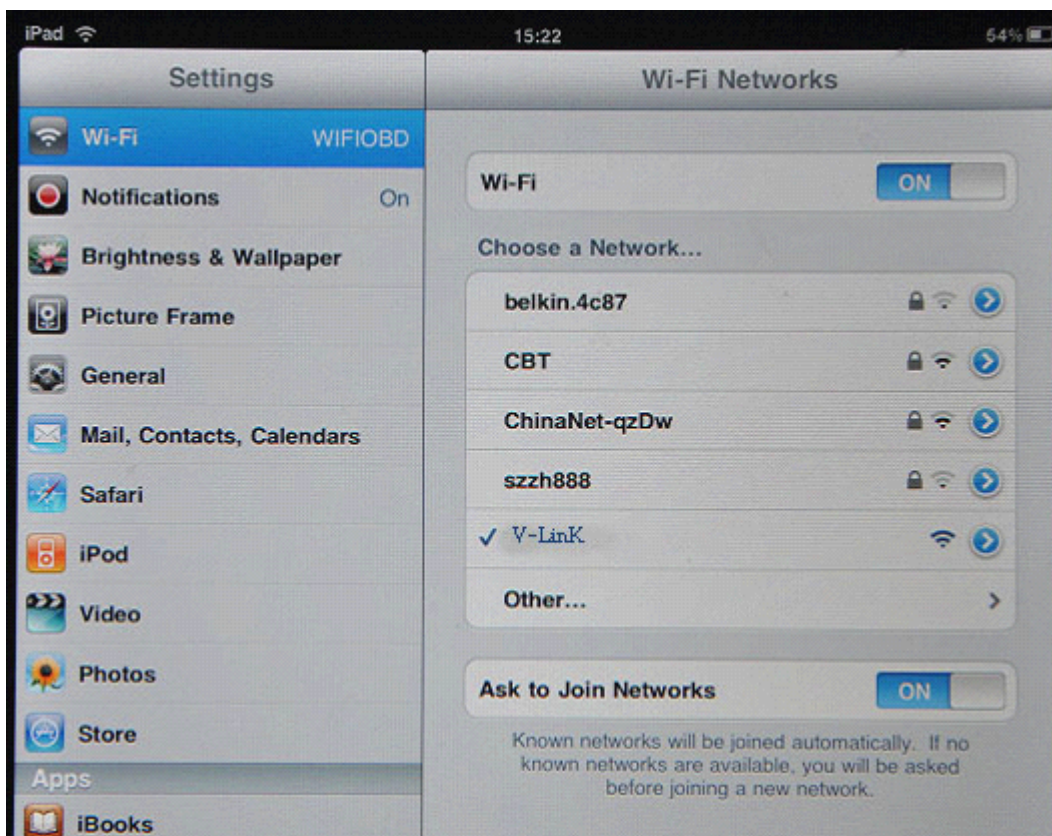 iPad 15:22 54%
Settings
Wi-Fi WIFIOBD
Notifications On
Brightness & Wallpaper
Picture Frame
General
Mail, Contacts, Calendars
Safari
iPod
Video
Photos
Store
Apps
iBooks
Wi-Fi Networks
Wi-Fi ON
Choose a Network...
belkin.4c87
CBT
ChinaNet-qzDw
szzh888
V-LinK
Other...
Ask to Join Networks ON
Known networks will be joined automatically. If no
known networks are available, you will be asked
before joining a new network.